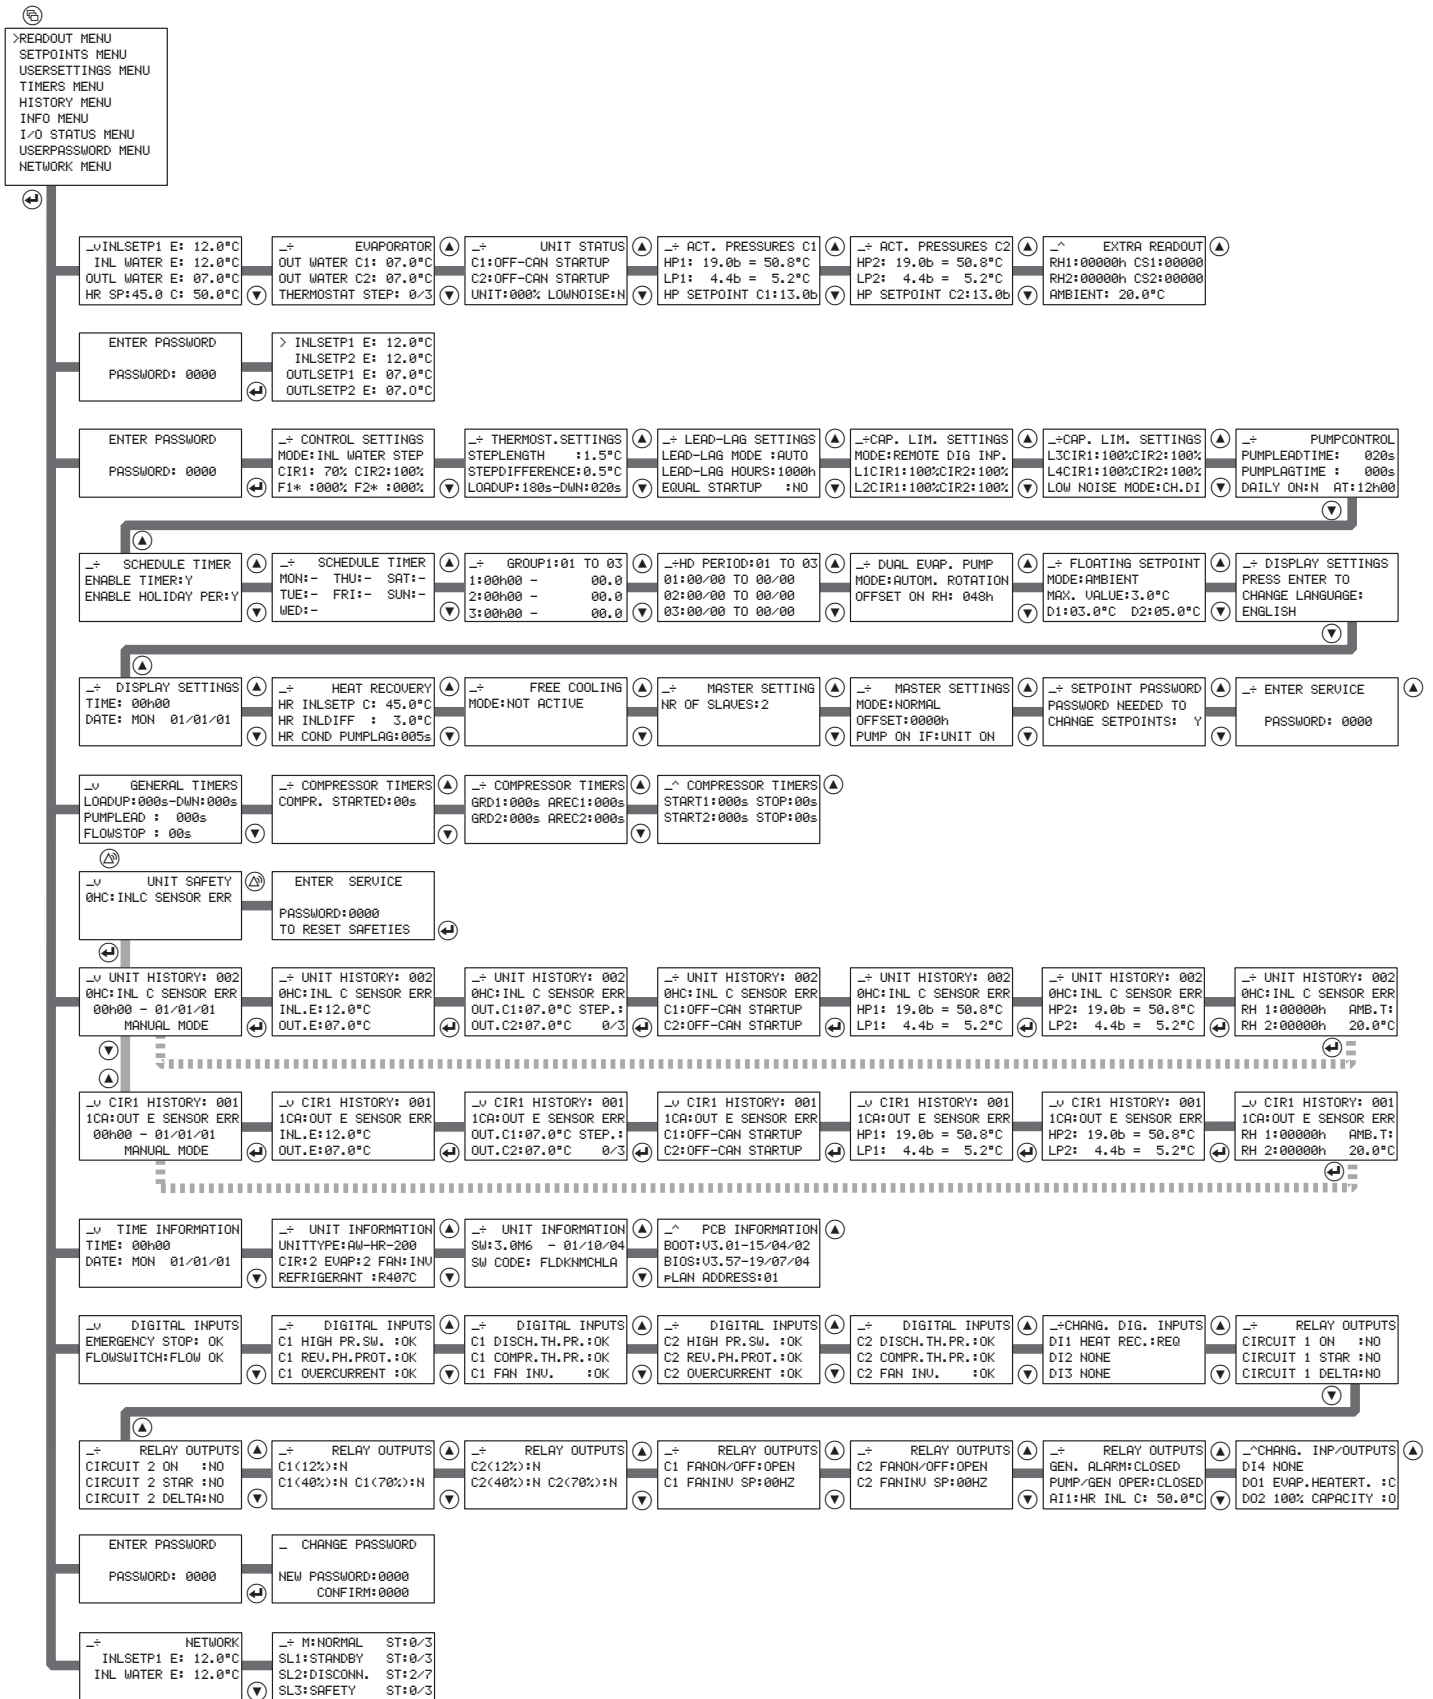 >READOUT MENU
SETPOINTS MENU
USERSETTINGS MENU
TIMERS MENU
HISTORY MENU
INFO MENU
I/O STATUS MENU
USERPASSWORD MENU
NETWORK MENU
_vINLSETP1 E: 12.0°C
INL WATER E: 12.0°C
OUTL WATER E: 07.0°C
HR SP:45.0 C: 50.0°C
_÷ EVAPORATOR
OUT WATER C1: 07.0°C
OUT WATER C2: 07.0°C
THERMOSTAT STEP: 0/3
_÷ UNIT STATUS
C1:OFF-CAN STARTUP
C2:OFF-CAN STARTUP
UNIT:000% LOWNOISE:N
_÷ ACT. PRESSURES C1
HP1: 19.0b = 50.8°C
LP1: 4.4b = 5.2°C
HP SETPOINT C1:13.0b
_÷ ACT. PRESSURES C2
HP2: 19.0b = 50.8°C
LP2: 4.4b = 5.2°C
HP SETPOINT C2:13.0b
_^ EXTRA READOUT
RH1:00000h CS1:00000
RH2:00000h CS2:00000
AMBIENT: 20.0°C
ENTER PASSWORD
PASSWORD: 0000
> INLSETP1 E: 12.0°C
INLSETP2 E: 12.0°C
OUTLSETP1 E: 07.0°C
OUTLSETP2 E: 07.0°C
ENTER PASSWORD
PASSWORD: 0000
_÷ CONTROL SETTINGS
MODE:INL WATER STEP
CIR1: 70% CIR2:100%
F1* :000% F2* :000%
_÷ THERMOST.SETTINGS
STEPLENGTH :1.5°C
STEPDIFFERENCE:0.5°C
LOADUP:180s-DWN:020s
_÷ LEAD-LAG SETTINGS
LEAD-LAG MODE :AUTO
LEAD-LAG HOURS:1000h
EQUAL STARTUP :NO
_÷CAP. LIM. SETTINGS
MODE:REMOTE DIG INP.
L1CIR1:100%CIR2:100%
L2CIR1:100%CIR2:100%
_÷CAP. LIM. SETTINGS
L3CIR1:100%CIR2:100%
L4CIR1:100%CIR2:100%
LOW NOISE MODE:CH.DI
_÷ PUMPCONTROL
PUMPLEADTIME: 020s
PUMPLAGTIME : 000s
DAILY ON:N AT:12h00
_÷ SCHEDULE TIMER
ENABLE TIMER:Y
ENABLE HOLIDAY PER:Y
_÷ SCHEDULE TIMER
MON:- THU:- SAT:-
TUE:- FRI:- SUN:-
WED:-
_÷ GROUP1:01 TO 03
1:00h00 - 00.0
2:00h00 - 00.0
3:00h00 - 00.0
_÷HD PERIOD:01 TO 03
01:00/00 TO 00/00
02:00/00 TO 00/00
03:00/00 TO 00/00
_÷ DUAL EVAP. PUMP
MODE:AUTOM. ROTATION
OFFSET ON RH: 048h
_÷ FLOATING SETPOINT
MODE:AMBIENT
MAX. VALUE:3.0°C
D1:03.0°C D2:05.0°C
_÷ DISPLAY SETTINGS
PRESS ENTER TO
CHANGE LANGUAGE:
ENGLISH
_÷ DISPLAY SETTINGS
TIME: 00h00
DATE: MON 01/01/01
_÷ HEAT RECOVERY
HR INLSETP C: 45.0°C
HR INLDIFF : 3.0°C
HR COND PUMPLAG:005s
_÷ FREE COOLING
MODE:NOT ACTIVE
_÷ MASTER SETTING
NR OF SLAVES:2
_÷ MASTER SETTINGS
MODE:NORMAL
OFFSET:0000h
PUMP ON IF:UNIT ON
_÷ SETPOINT PASSWORD
PASSWORD NEEDED TO
CHANGE SETPOINTS: Y
_÷ ENTER SERVICE
PASSWORD: 0000
_v GENERAL TIMERS
LOADUP:000s-DWN:000s
PUMPLEAD : 000s
FLOWSTOP : 00s
_÷ COMPRESSOR TIMERS
COMPR. STARTED:00s
_÷ COMPRESSOR TIMERS
GRD1:000s AREC1:000s
GRD2:000s AREC2:000s
_^ COMPRESSOR TIMERS
START1:000s STOP:00s
START2:000s STOP:00s
_v UNIT SAFETY
0HC:INLC SENSOR ERR
ENTER SERVICE
PASSWORD:0000
TO RESET SAFETIES
_v UNIT HISTORY: 002
0HC:INL C SENSOR ERR
00h00 - 01/01/01
MANUAL MODE
_÷ UNIT HISTORY: 002
0HC:INL C SENSOR ERR
INL.E:12.0°C
OUT.E:07.0°C
_÷ UNIT HISTORY: 002
0HC:INL C SENSOR ERR
OUT.C1:07.0°C STEP.:
OUT.C2:07.0°C 0/3
_÷ UNIT HISTORY: 002
0HC:INL C SENSOR ERR
C1:OFF-CAN STARTUP
C2:OFF-CAN STARTUP
_÷ UNIT HISTORY: 002
0HC:INL C SENSOR ERR
HP1: 19.0b = 50.8°C
LP1: 4.4b = 5.2°C
_÷ UNIT HISTORY: 002
0HC:INL C SENSOR ERR
HP2: 19.0b = 50.8°C
LP2: 4.4b = 5.2°C
_÷ UNIT HISTORY: 002
0HC:INL C SENSOR ERR
RH 1:00000h AMB.T:
RH 2:00000h 20.0°C
_v CIR1 HISTORY: 001
1CA:OUT E SENSOR ERR
00h00 - 01/01/01
MANUAL MODE
_v CIR1 HISTORY: 001
1CA:OUT E SENSOR ERR
INL.E:12.0°C
OUT.E:07.0°C
_v CIR1 HISTORY: 001
1CA:OUT E SENSOR ERR
OUT.C1:07.0°C STEP.:
OUT.C2:07.0°C 0/3
_v CIR1 HISTORY: 001
1CA:OUT E SENSOR ERR
C1:OFF-CAN STARTUP
C2:OFF-CAN STARTUP
_v CIR1 HISTORY: 001
1CA:OUT E SENSOR ERR
HP1: 19.0b = 50.8°C
LP1: 4.4b = 5.2°C
_v CIR1 HISTORY: 001
1CA:OUT E SENSOR ERR
HP2: 19.0b = 50.8°C
LP2: 4.4b = 5.2°C
_v CIR1 HISTORY: 001
1CA:OUT E SENSOR ERR
RH 1:00000h AMB.T:
RH 2:00000h 20.0°C
_v TIME INFORMATION
TIME: 00h00
DATE: MON 01/01/01
_÷ UNIT INFORMATION
UNITTYPE:AW-HR-200
CIR:2 EVAP:2 FAN:INV
REFRIGERANT :R407C
_÷ UNIT INFORMATION
SW:3.0M6 - 01/10/04
SW CODE: FLDKNMCHLA
_^ PCB INFORMATION
BOOT:V3.01-15/04/02
BIOS:V3.57-19/07/04
pLAN ADDRESS:01
_v DIGITAL INPUTS
EMERGENCY STOP: OK
FLOWSWITCH:FLOW OK
_÷ DIGITAL INPUTS
C1 HIGH PR.SW. :OK
C1 REV.PH.PROT.:OK
C1 OVERCURRENT :OK
_÷ DIGITAL INPUTS
C1 DISCH.TH.PR.:OK
C1 COMPR.TH.PR.:OK
C1 FAN INV. :OK
_÷ DIGITAL INPUTS
C2 HIGH PR.SW. :OK
C2 REV.PH.PROT.:OK
C2 OVERCURRENT :OK
_÷ DIGITAL INPUTS
C2 DISCH.TH.PR.:OK
C2 COMPR.TH.PR.:OK
C2 FAN INV. :OK
_÷CHANG. DIG. INPUTS
DI1 HEAT REC.:REQ
DI2 NONE
DI3 NONE
_÷ RELAY OUTPUTS
CIRCUIT 1 ON :NO
CIRCUIT 1 STAR :NO
CIRCUIT 1 DELTA:NO
_÷ RELAY OUTPUTS
CIRCUIT 2 ON :NO
CIRCUIT 2 STAR :NO
CIRCUIT 2 DELTA:NO
_÷ RELAY OUTPUTS
C1(12%):N
C1(40%):N C1(70%):N
_÷ RELAY OUTPUTS
C2(12%):N
C2(40%):N C2(70%):N
_÷ RELAY OUTPUTS
C1 FANON/OFF:OPEN
C1 FANINV SP:00HZ
_÷ RELAY OUTPUTS
C2 FANON/OFF:OPEN
C2 FANINV SP:00HZ
_÷ RELAY OUTPUTS
GEN. ALARM:CLOSED
PUMP/GEN OPER:CLOSED
AI1:HR INL C: 50.0°C
_^CHANG. INP/OUTPUTS
DI4 NONE
DO1 EVAP.HEATERT. :C
DO2 100% CAPACITY :O
ENTER PASSWORD
PASSWORD: 0000
_ CHANGE PASSWORD
NEW PASSWORD:0000
CONFIRM:0000
_÷ NETWORK
INLSETP1 E: 12.0°C
INL WATER E: 12.0°C
_÷ M:NORMAL ST:0/3
SL1:STANDBY ST:0/3
SL2:DISCONN. ST:2/7
SL3:SAFETY ST:0/3